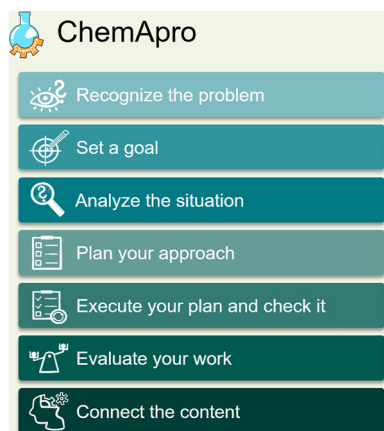 ChemApro
Recognize the problem
Set a goal
Analyze the situation
Plan your approach
Execute your plan and check it
Evaluate your work
Connect the content